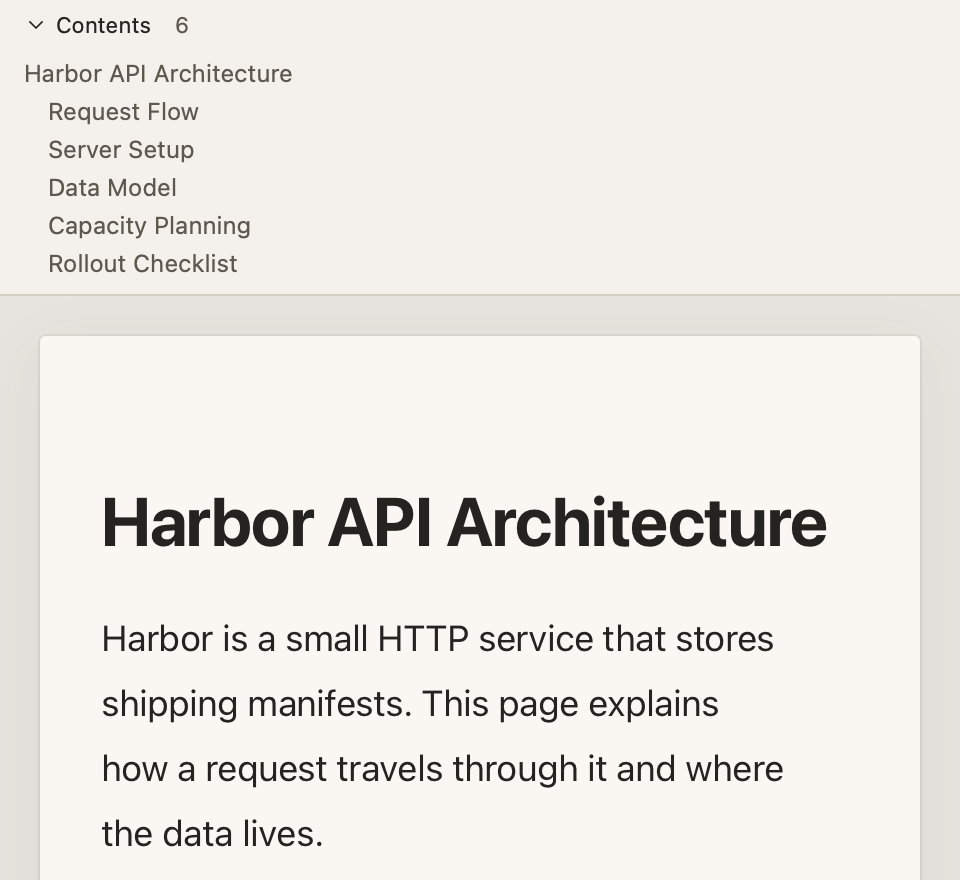 Contents 6
Harbor API Architecture
Request Flow
Server Setup
Data Model
Capacity Planning
Rollout Checklist
Harbor API Architecture
Harbor is a small HTTP service that stores
shipping manifests. This page explains
how a request travels through it and where
the data lives.